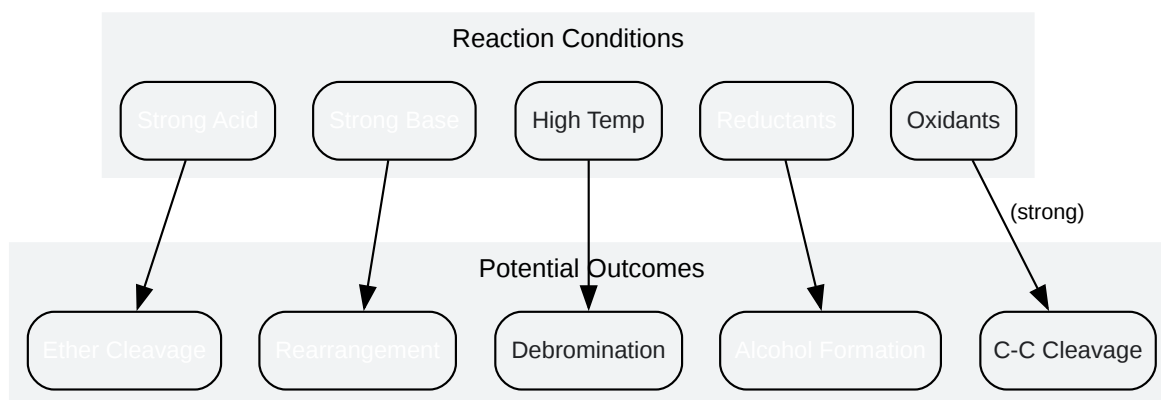 Reaction Conditions
Strong Acid
Strong Base
High Temp
Reductants
Oxidants
(strong)
Potential Outcomes
Ether Cleavage
Rearrangement
Debromination
Alcohol Formation
C-C Cleavage